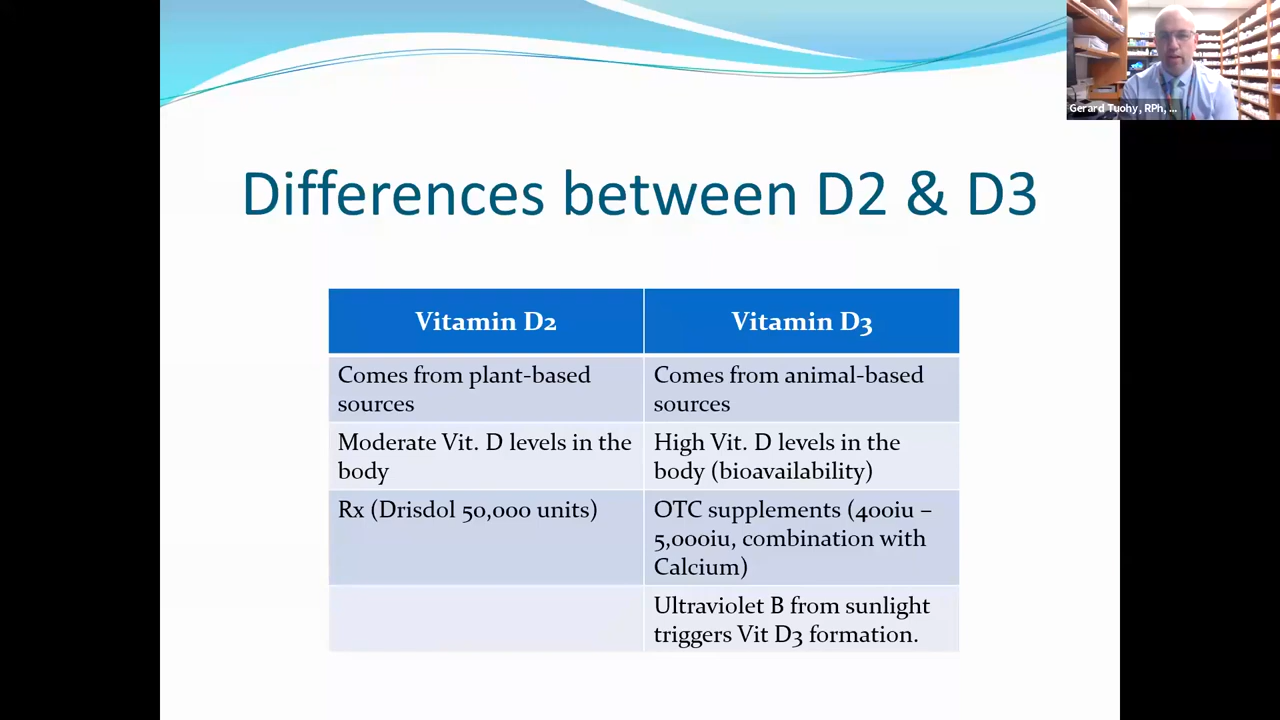 Gerard Tuohy, RPh, ...
Differences between D2 & D3
Vitamin D2
Vitamin D3
Comes from plant-based
sources
Comes from animal-based
sources
Moderate Vit. D levels in the
body
High Vit. D levels in the
body (bioavailability)
Rx (Drisdol 50,000 units)
OTC supplements (400iu –
5,000iu, combination with
Calcium)
Ultraviolet B from sunlight
triggers Vit D3 formation.